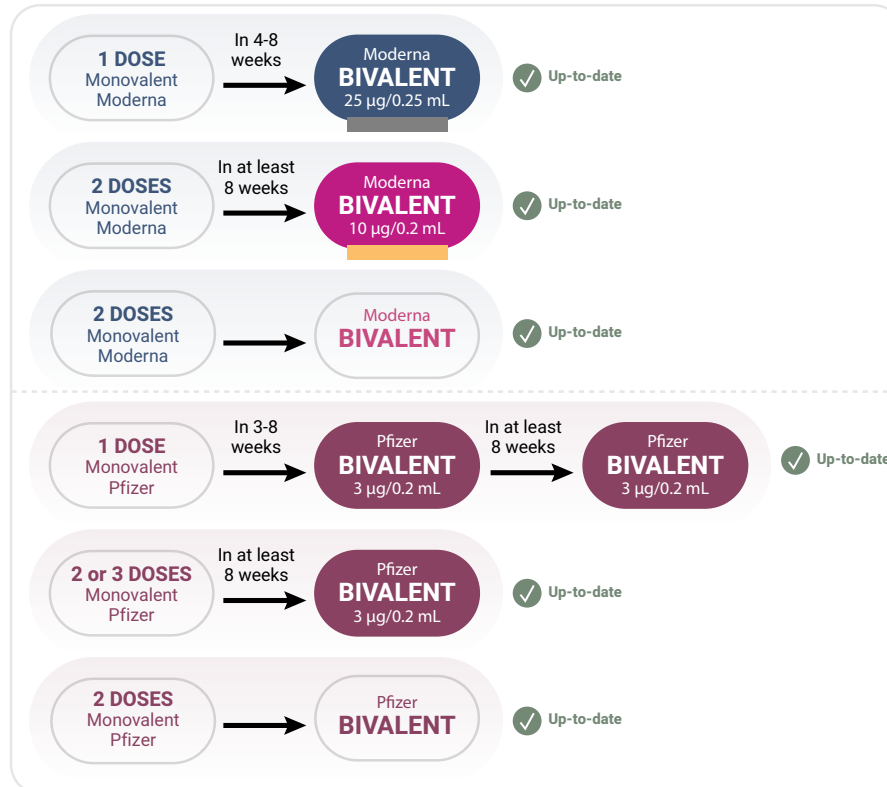 1 DOSE
Monovalent
Moderna
In 4-8
weeks
Moderna
BIVALENT
25 µg/0.25 mL
Up-to-date
2 DOSES
Monovalent
Moderna
In at least
8 weeks
Moderna
BIVALENT
10 µg/0.2 mL
Up-to-date
2 DOSES
Monovalent
Moderna
Moderna
BIVALENT
Up-to-date
1 DOSE
Monovalent
Pfizer
In 3-8
weeks
Pfizer
BIVALENT
3 µg/0.2 mL
In at least
8 weeks
Pfizer
BIVALENT
3 µg/0.2 mL
Up-to-date
2 or 3 DOSES
Monovalent
Pfizer
In at least
8 weeks
Pfizer
BIVALENT
3 µg/0.2 mL
Up-to-date
2 DOSES
Monovalent
Pfizer
Pfizer
BIVALENT
Up-to-date